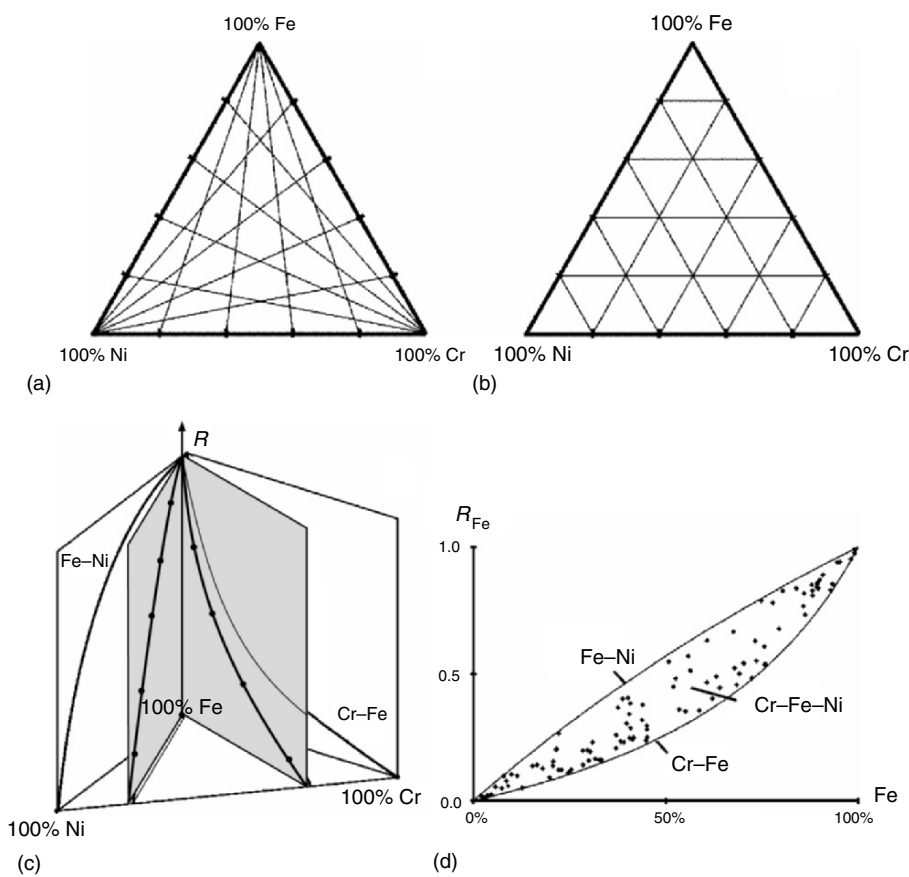 100% Fe
100% Ni
100% Cr
(a)
100% Fe
100% Ni
100% Cr
(b)
R
Fe–Ni
100% Fe
Cr–Fe
100% Cr
100% Ni
(c)
R_Fe
1.0
Fe–Ni
0.5
Cr–Fe–Ni
Cr–Fe
0.0
Fe
0%
50%
100%
(d)